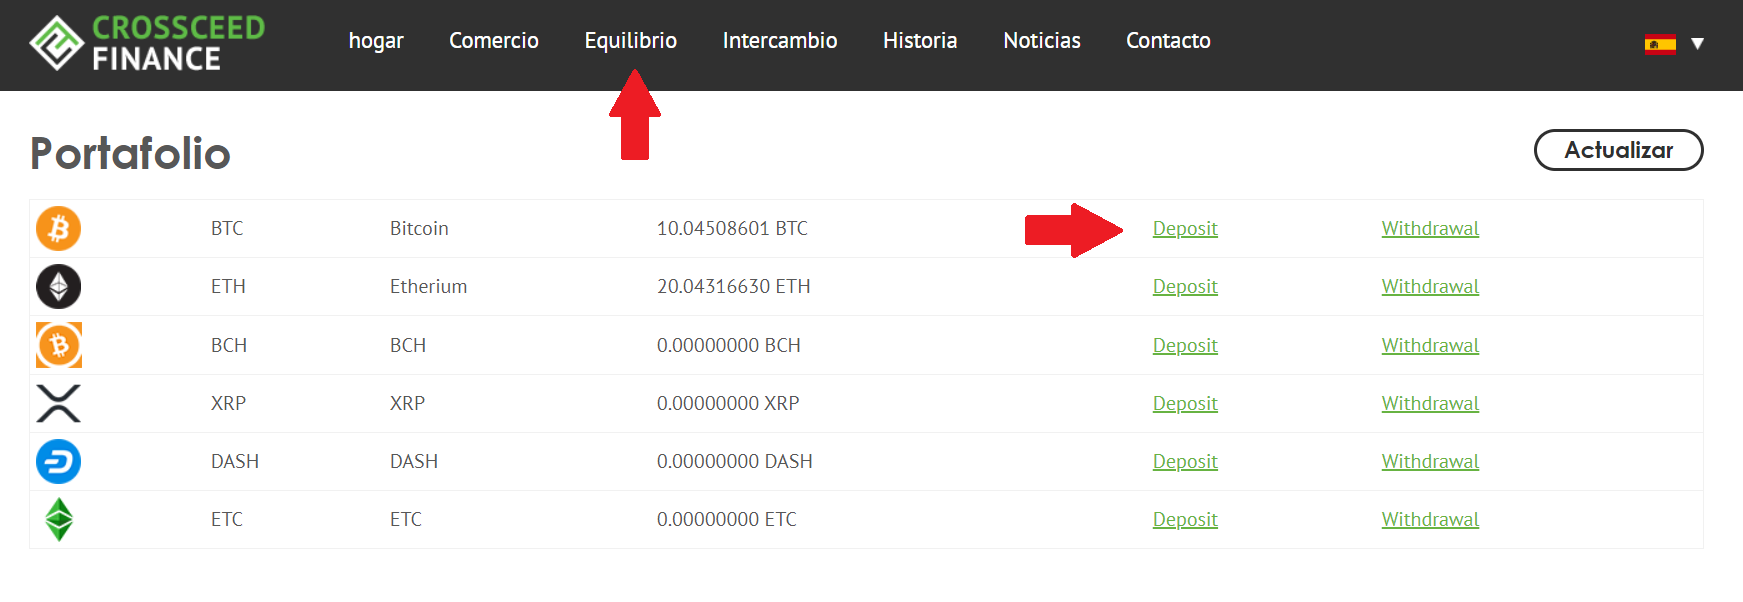 CROSSCEED
FINANCE
hogar Comercio Equilibrio Intercambio Historia Noticias Contacto
Portafolio
Actualizar
BTC Bitcoin 10.04508601 BTC Deposit Withdrawal
ETH Etherium 20.04316630 ETH Deposit Withdrawal
BCH BCH 0.00000000 BCH Deposit Withdrawal
XRP XRP 0.00000000 XRP Deposit Withdrawal
DASH DASH 0.00000000 DASH Deposit Withdrawal
ETC ETC 0.00000000 ETC Deposit Withdrawal